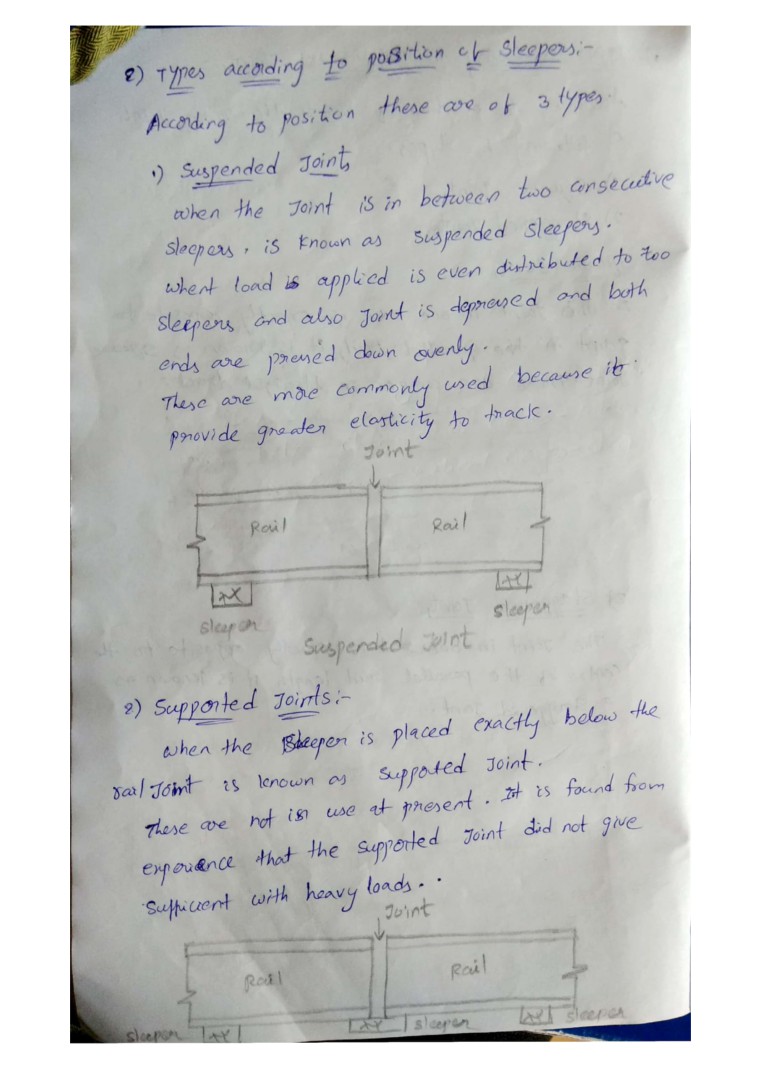 2) Types according to position of Sleepers:-
According to position these are of 3 types.
1) Suspended Joints
when the Joint is in between two consecutive
sleepers, is known as suspended sleepers.
when load is applied is even distributed to too
sleepers and also Joint is depressed and both
ends are pressed down evenly.
These are more commonly used because it
provide greater elasticity to track.
Joint
Rail Rail
sleeper sleeper
Suspended Joint
2) Supported Joints:-
when the Sleeper is placed exactly below the
rail Joint is known as supported Joint.
These are not in use at present. It is found from
experience that the supported Joint did not give
sufficient with heavy loads..
Joint
Rail Rail
sleeper sleeper sleeper